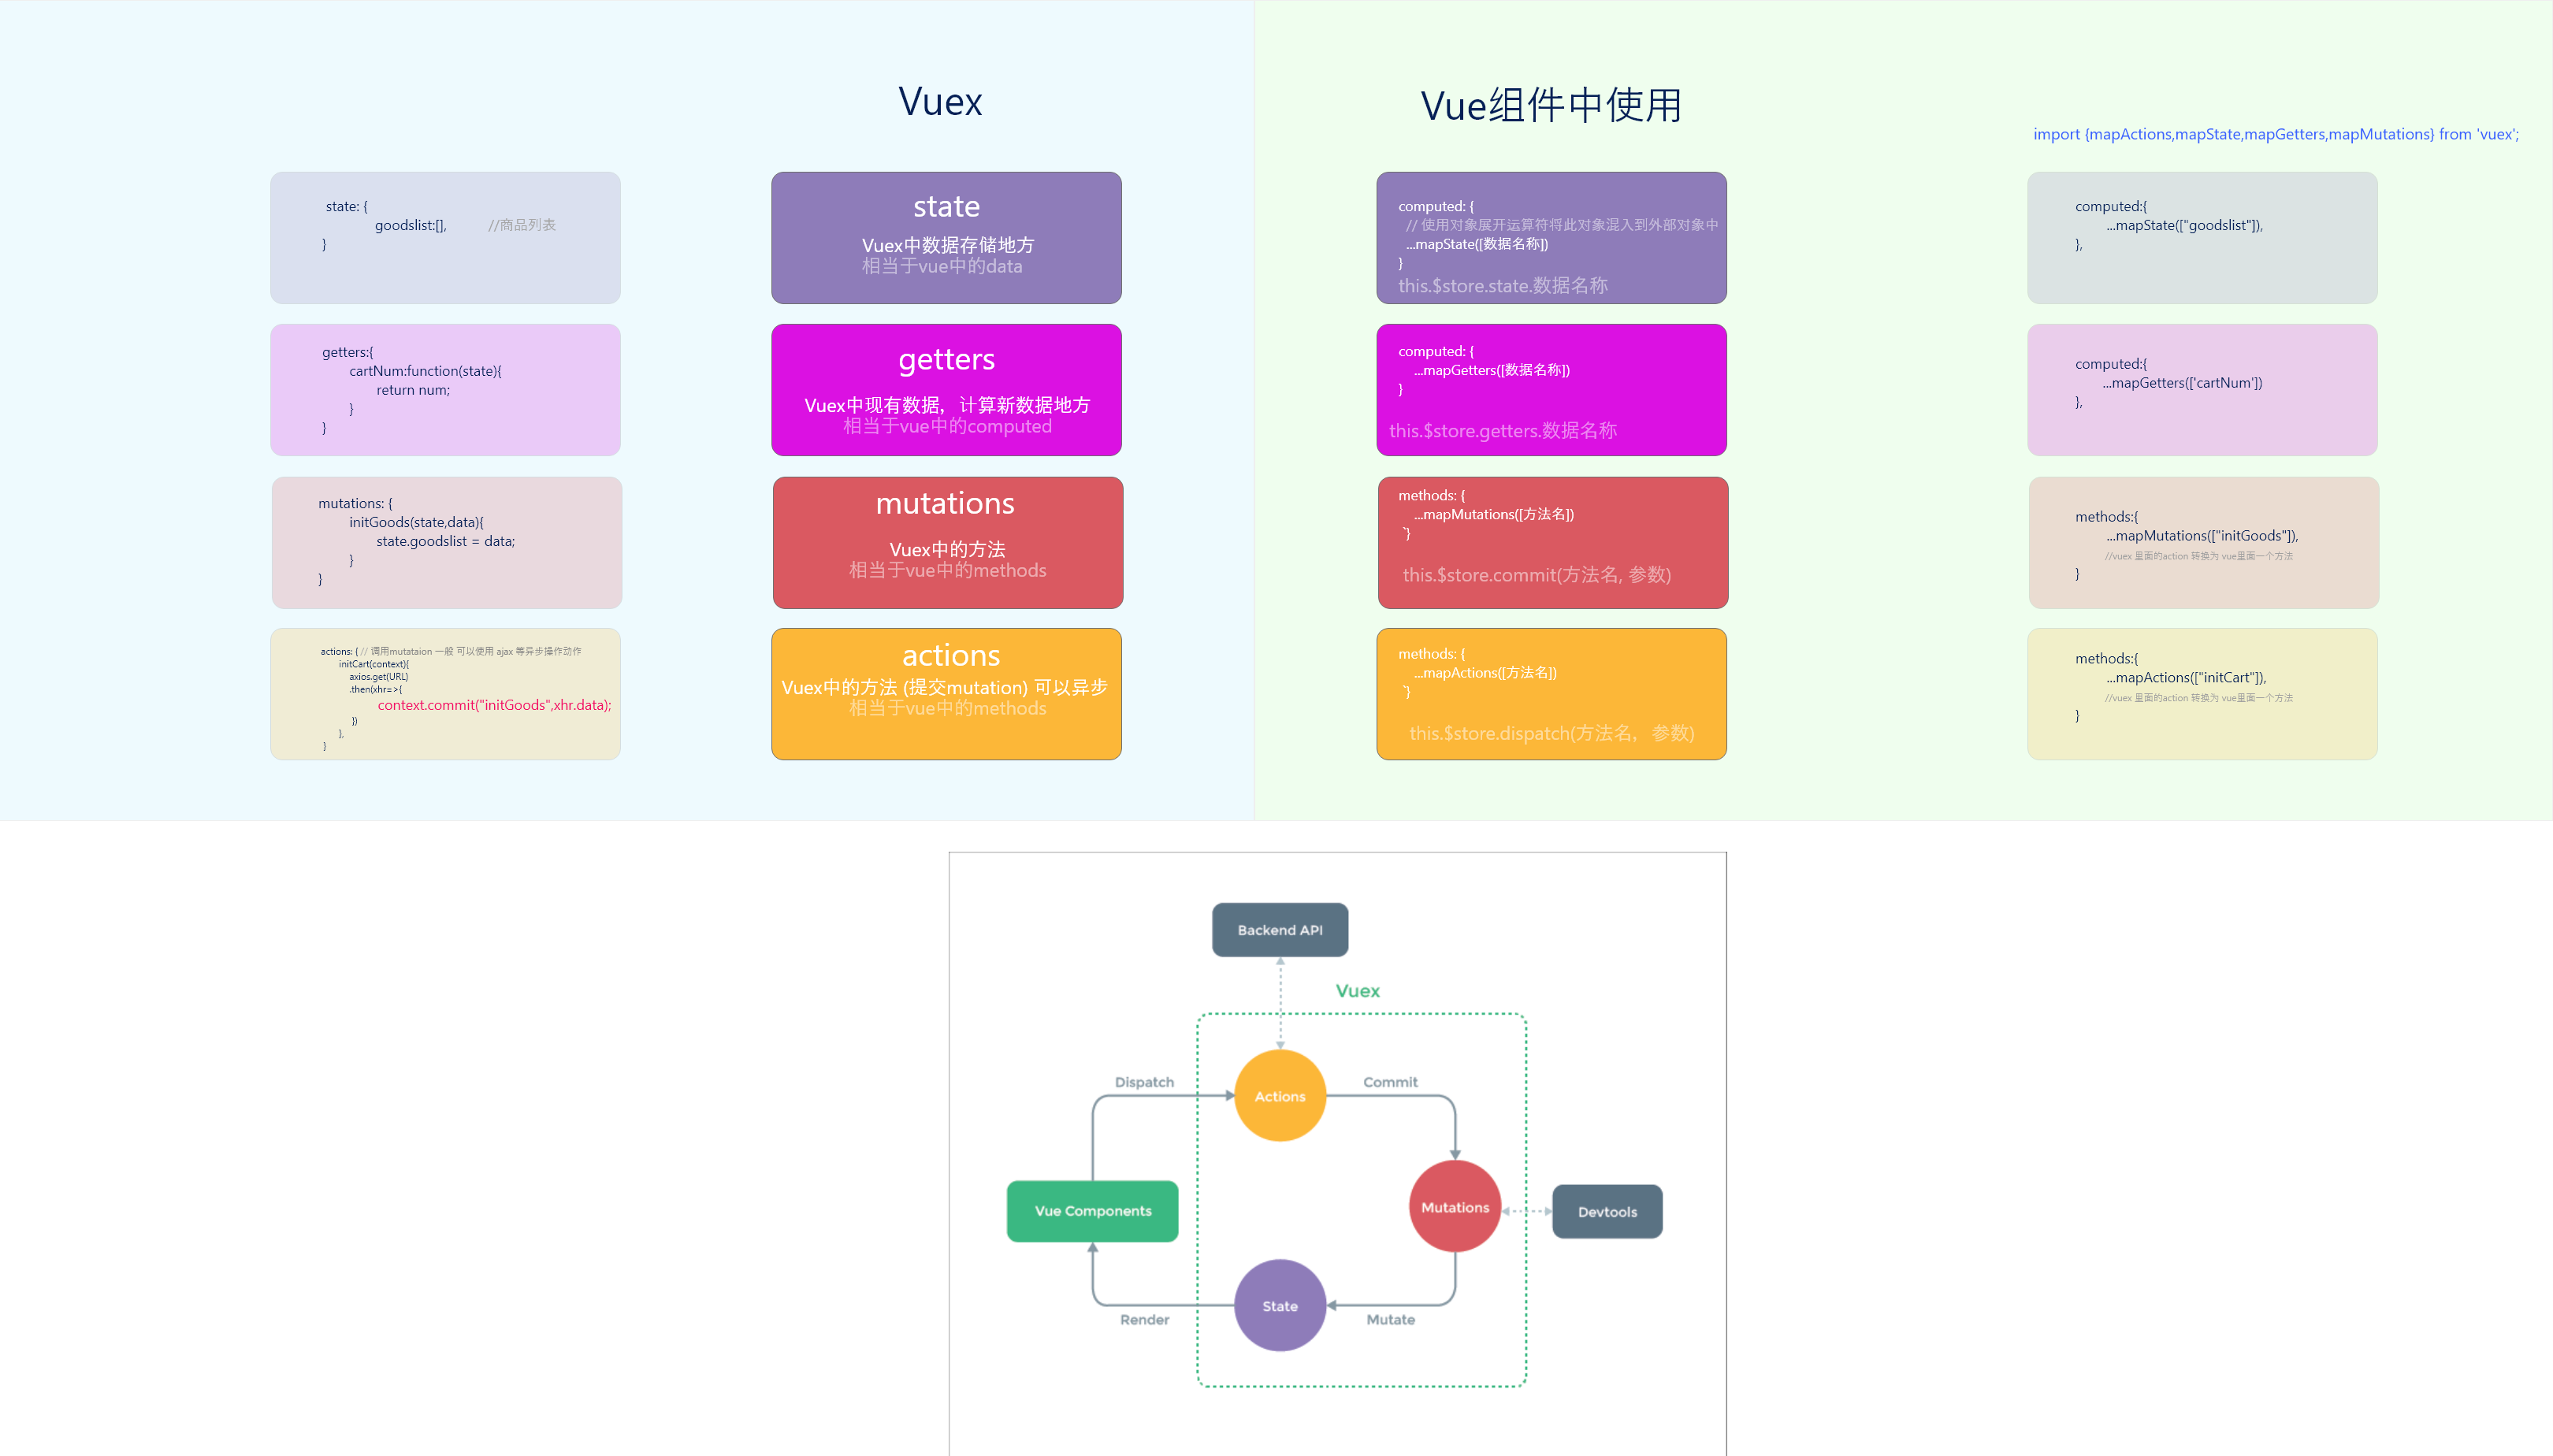 Vuex
Vue组件中使用
import {mapActions,mapState,mapGetters,mapMutations} from 'vuex';
state: {
goodslist:[], //商品列表
}
state
Vuex中数据存储地方
相当于vue中的data
computed: {
// 使用对象展开运算符将此对象混入到外部对象中
...mapState([数据名称])
}
this.$store.state.数据名称
computed:{
...mapState(["goodslist"]),
},
getters:{
cartNum:function(state){
return num;
}
}
getters
Vuex中现有数据，计算新数据地方
相当于vue中的computed
computed: {
...mapGetters([数据名称])
}
this.$store.getters.数据名称
computed:{
...mapGetters(['cartNum'])
},
mutations: {
initGoods(state,data){
state.goodslist = data;
}
}
mutations
Vuex中的方法
相当于vue中的methods
methods: {
...mapMutations([方法名])
`}
this.$store.commit(方法名, 参数)
methods:{
...mapMutations(["initGoods"]),
//vuex 里面的action 转换为 vue里面一个方法
}
actions: { // 调用mutataion 一般 可以使用 ajax 等异步操作动作
initCart(context){
axios.get(URL)
.then(xhr=>{
context.commit("initGoods",xhr.data);
})
},
}
actions
Vuex中的方法 (提交mutation) 可以异步
相当于vue中的methods
methods: {
...mapActions([方法名])
`}
this.$store.dispatch(方法名，参数)
methods:{
...mapActions(["initCart"]),
//vuex 里面的action 转换为 vue里面一个方法
}
Backend API
Vuex
Dispatch
Actions
Commit
Vue Components
Mutations
Devtools
State
Render
Mutate